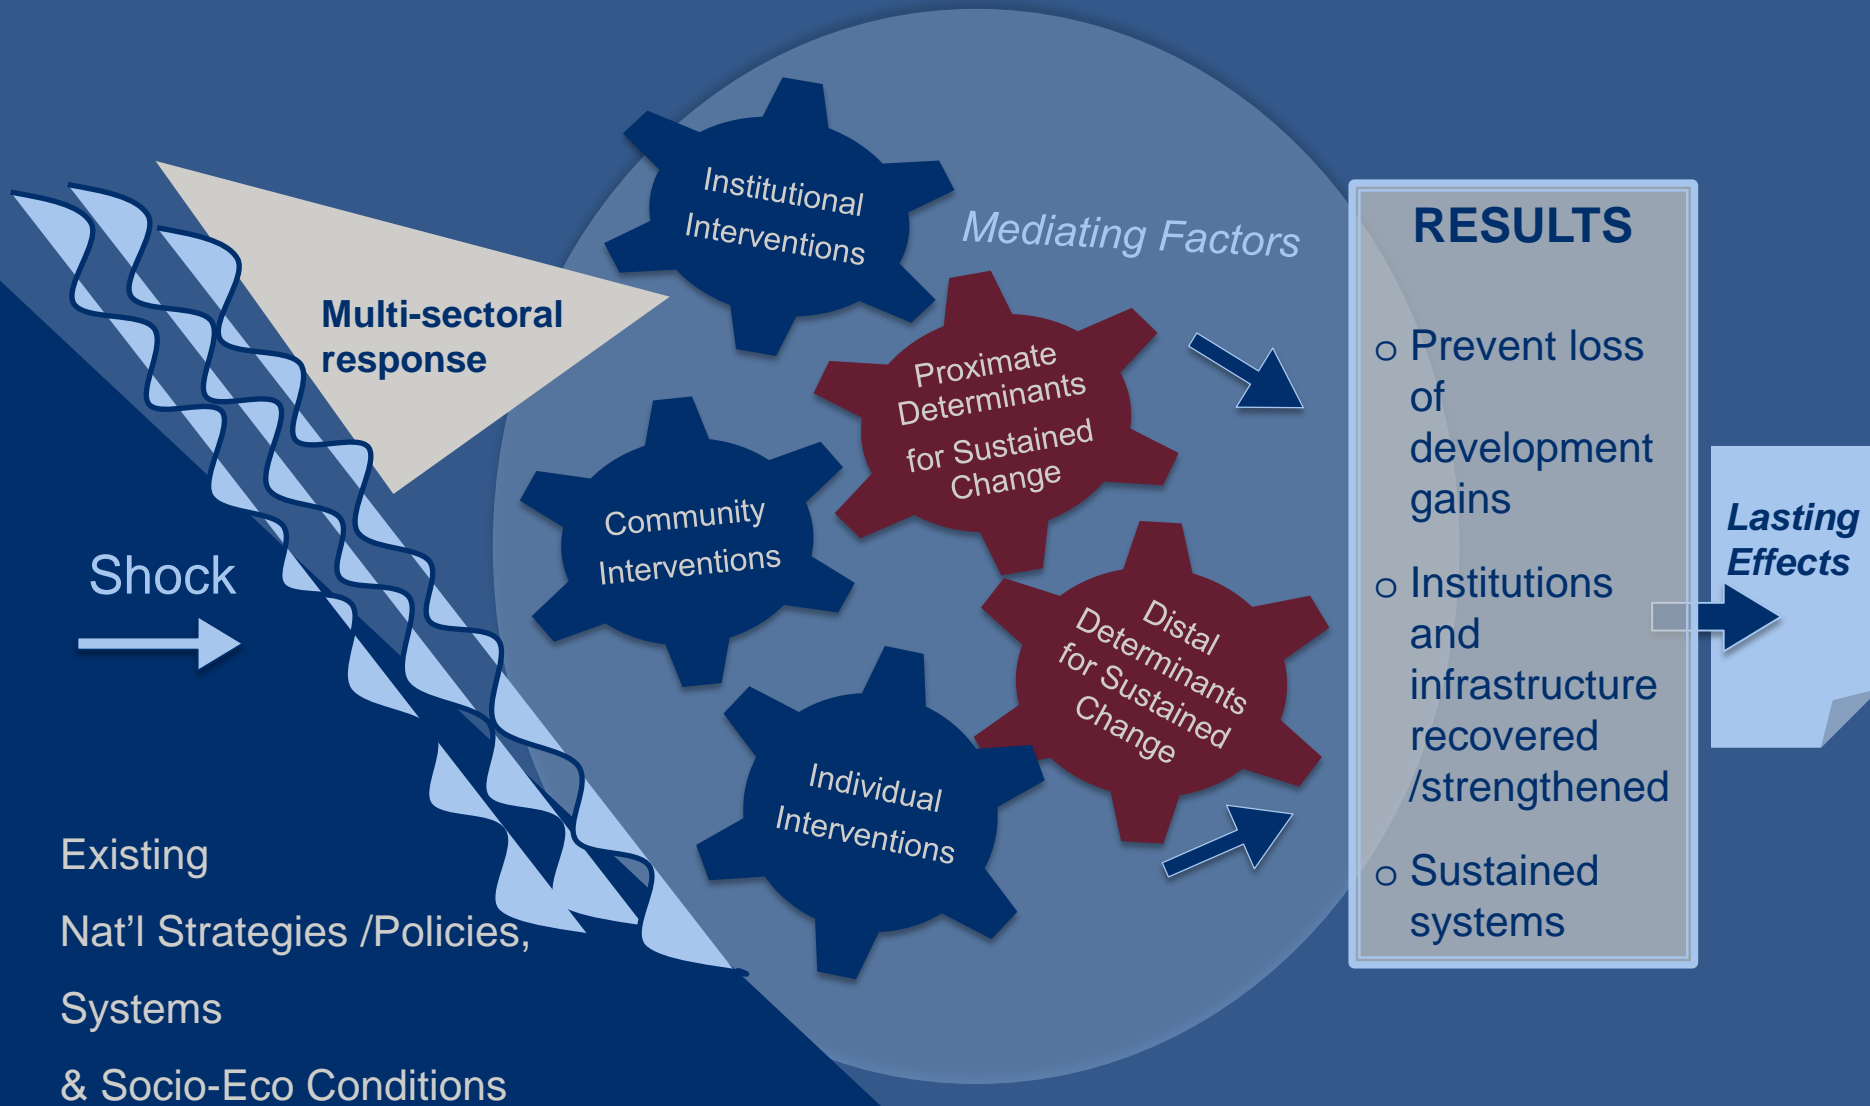 Institutional
Interventions
Mediating Factors
Multi-sectoral
response
Proximate
Determinants
for Sustained
Change
Community
Interventions
Shock
Distal
Determinants
for Sustained
Change
Individual
Interventions
Existing
Nat’l Strategies /Policies,
Systems
& Socio-Eco Conditions
RESULTS
o Prevent loss
of
development
gains
o Institutions
and
infrastructure
recovered
/strengthened
o Sustained
systems
Lasting
Effects